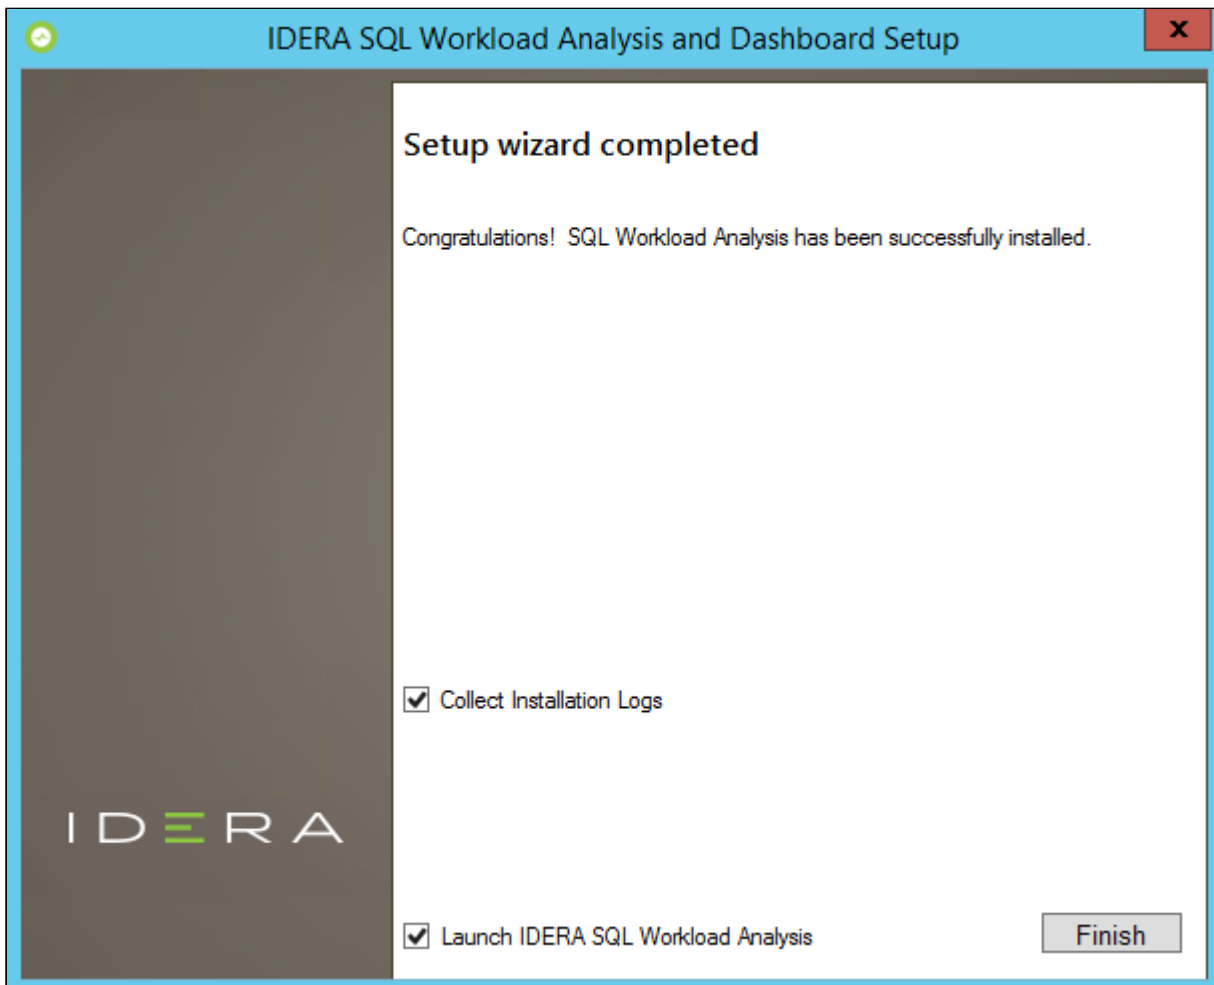 IDERA SQL Workload Analysis and Dashboard Setup
x
Setup wizard completed
Congratulations!  SQL Workload Analysis has been successfully installed.
Collect Installation Logs
IDERA
Launch IDERA SQL Workload Analysis
Finish